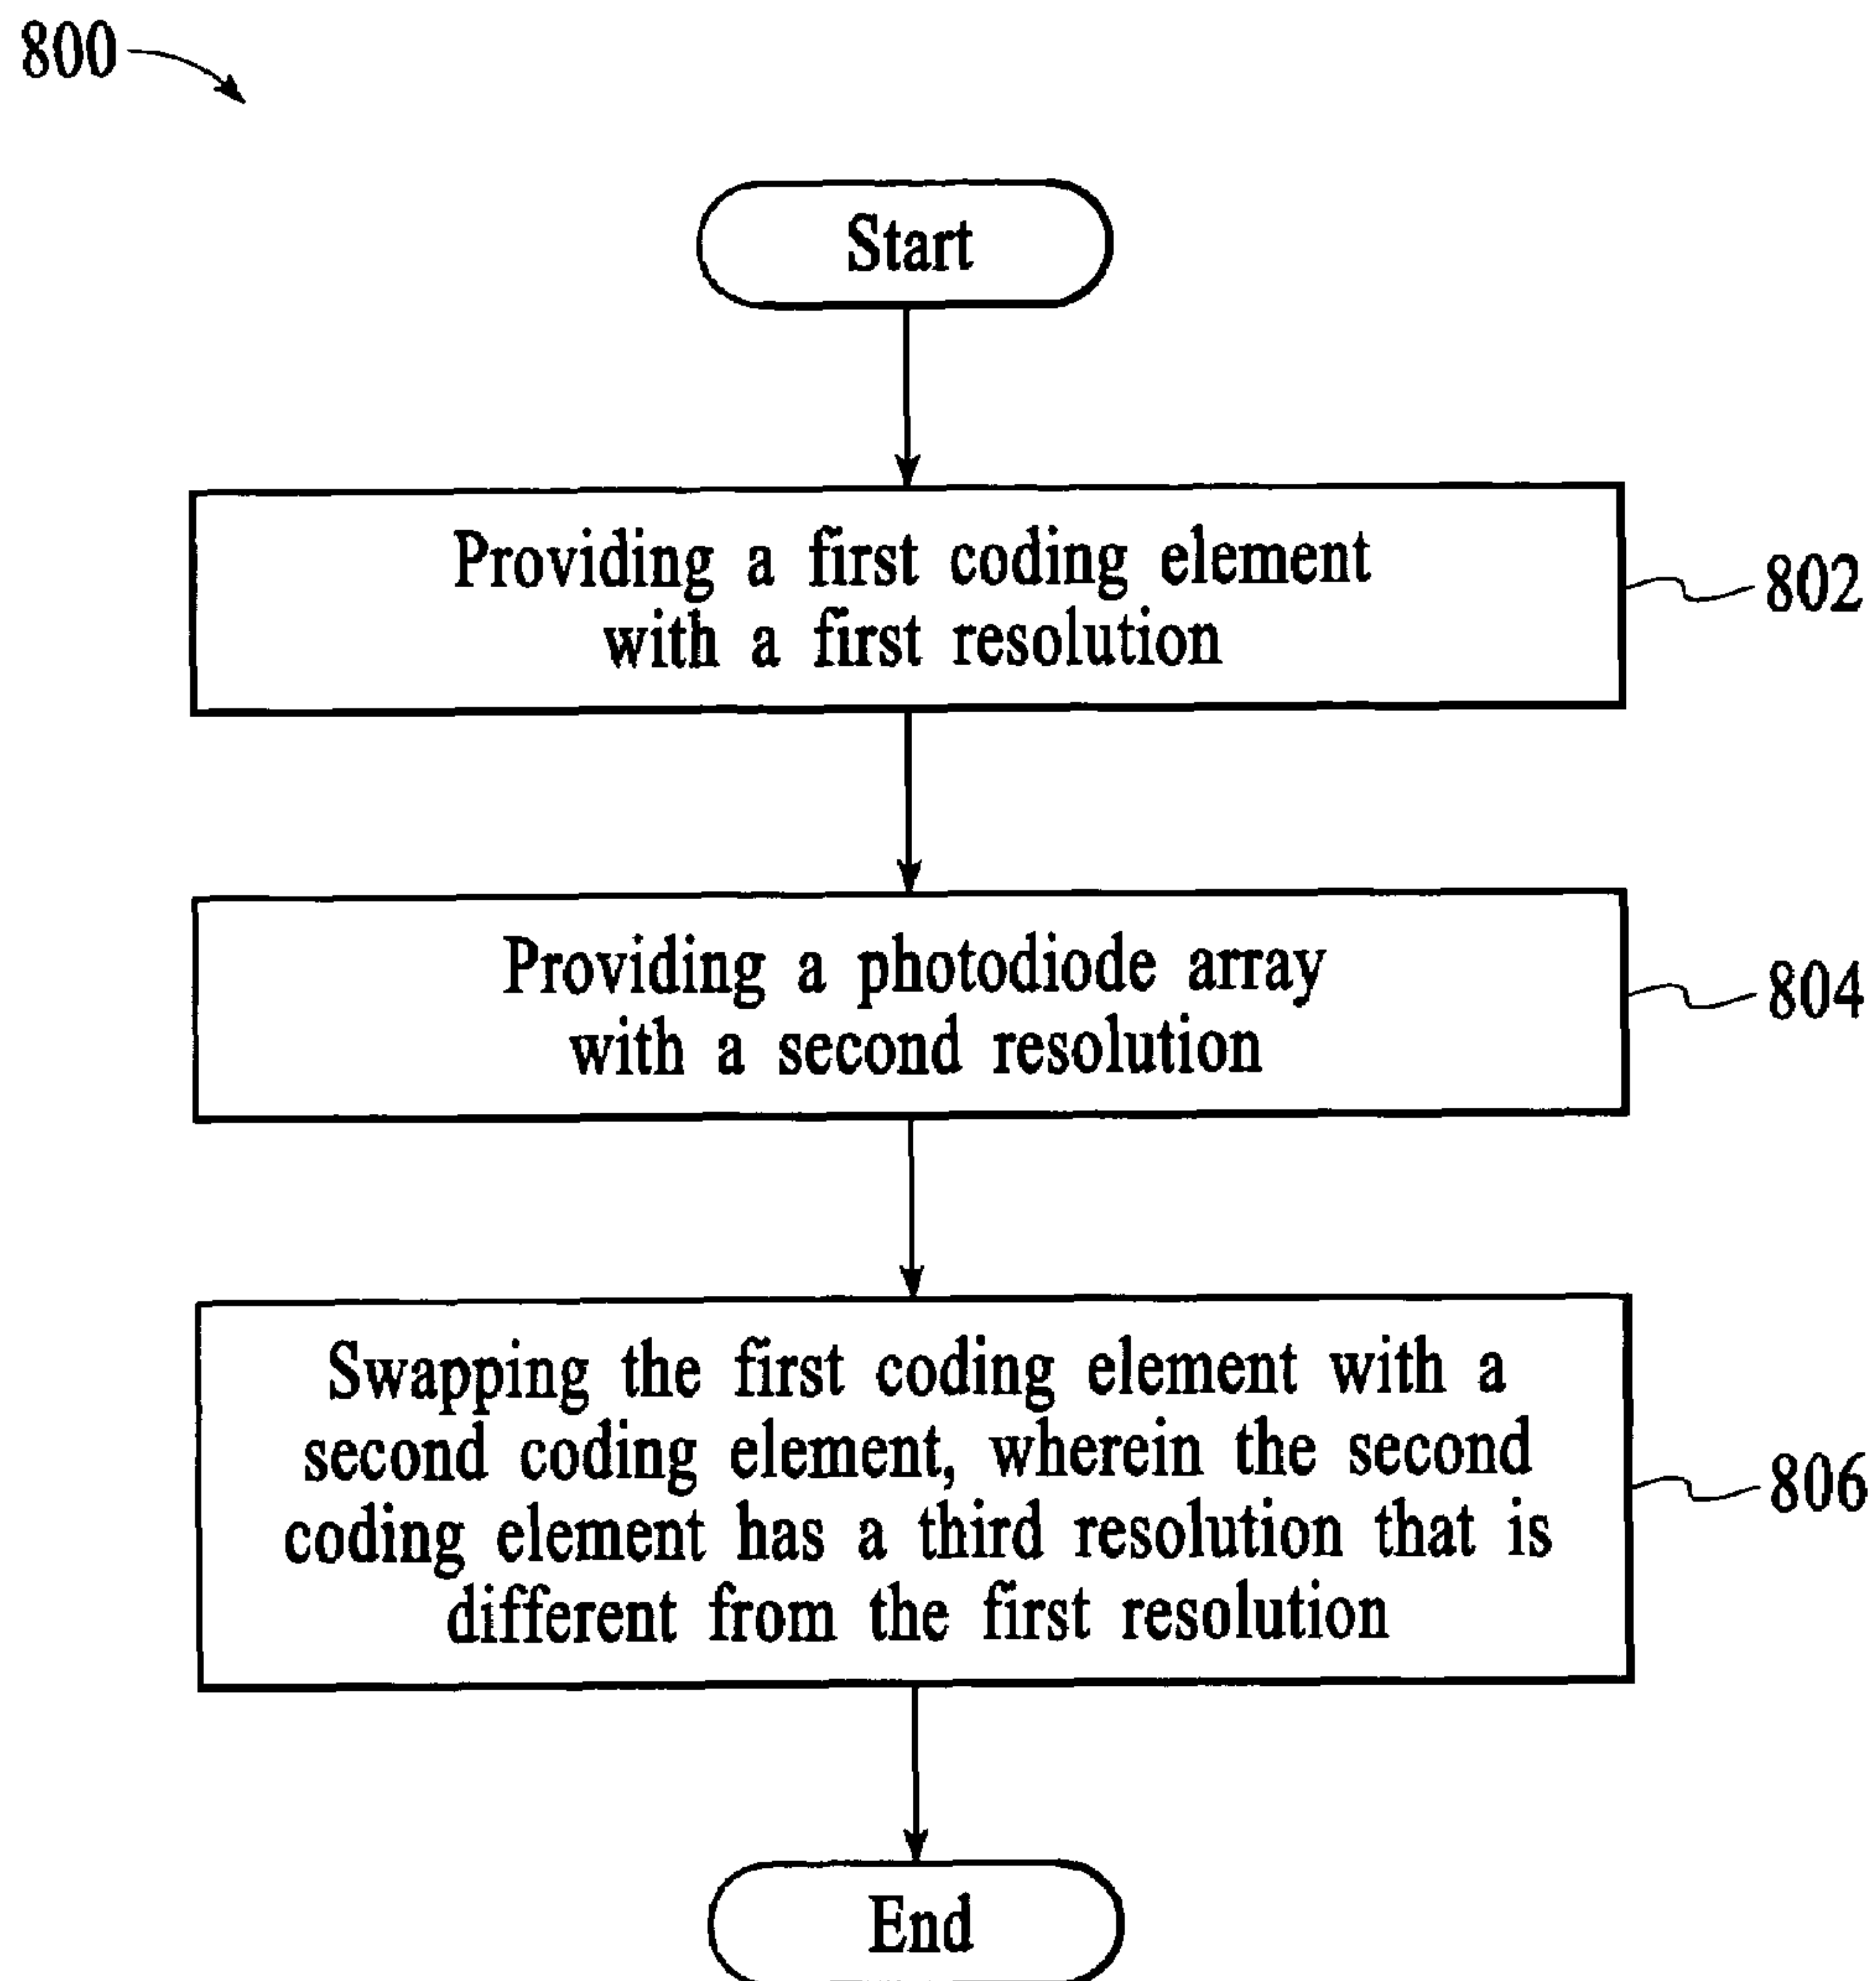 800
Start
Providing a first coding element
with a first resolution
802
Providing a photodiode array
with a second resolution
804
Swapping the first coding element with a
second coding element, wherein the second
coding element has a third resolution that is
different from the first resolution
806
End